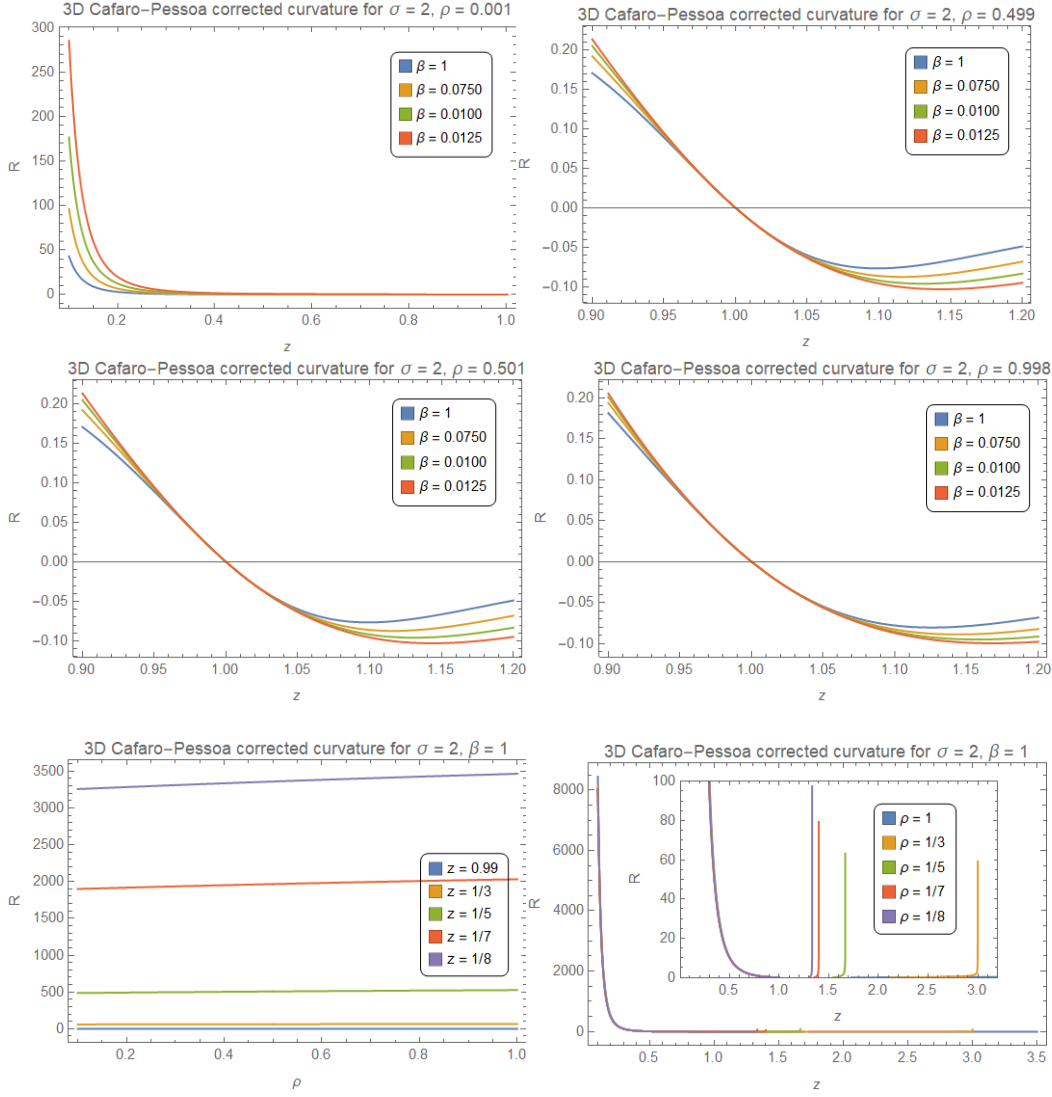 3D Cafaro–Pessoa corrected curvature for σ = 2, ρ = 0.001
300
250
200
150
100
50
0
R
0.2
0.4
0.6
0.8
1.0
z
β = 1
β = 0.0750
β = 0.0100
β = 0.0125
3D Cafaro–Pessoa corrected curvature for σ = 2, ρ = 0.499
0.20
0.15
0.10
0.05
0.00
−0.05
−0.10
R
0.90
0.95
1.00
1.05
1.10
1.15
1.20
z
β = 1
β = 0.0750
β = 0.0100
β = 0.0125
3D Cafaro–Pessoa corrected curvature for σ = 2, ρ = 0.501
0.20
0.15
0.10
0.05
0.00
−0.05
−0.10
R
0.90
0.95
1.00
1.05
1.10
1.15
1.20
z
β = 1
β = 0.0750
β = 0.0100
β = 0.0125
3D Cafaro–Pessoa corrected curvature for σ = 2, ρ = 0.998
0.20
0.15
0.10
0.05
0.00
−0.05
−0.10
R
0.90
0.95
1.00
1.05
1.10
1.15
1.20
z
β = 1
β = 0.0750
β = 0.0100
β = 0.0125
3D Cafaro–Pessoa corrected curvature for σ = 2, β = 1
3500
3000
2500
2000
1500
1000
500
0
R
0.2
0.4
0.6
0.8
1.0
ρ
z = 0.99
z = 1/3
z = 1/5
z = 1/7
z = 1/8
3D Cafaro–Pessoa corrected curvature for σ = 2, β = 1
8000
6000
4000
2000
0
R
0.5
1.0
1.5
2.0
2.5
3.0
3.5
z
100
80
60
40
20
0
R
0.5
1.0
1.5
2.0
2.5
3.0
z
ρ = 1
ρ = 1/3
ρ = 1/5
ρ = 1/7
ρ = 1/8